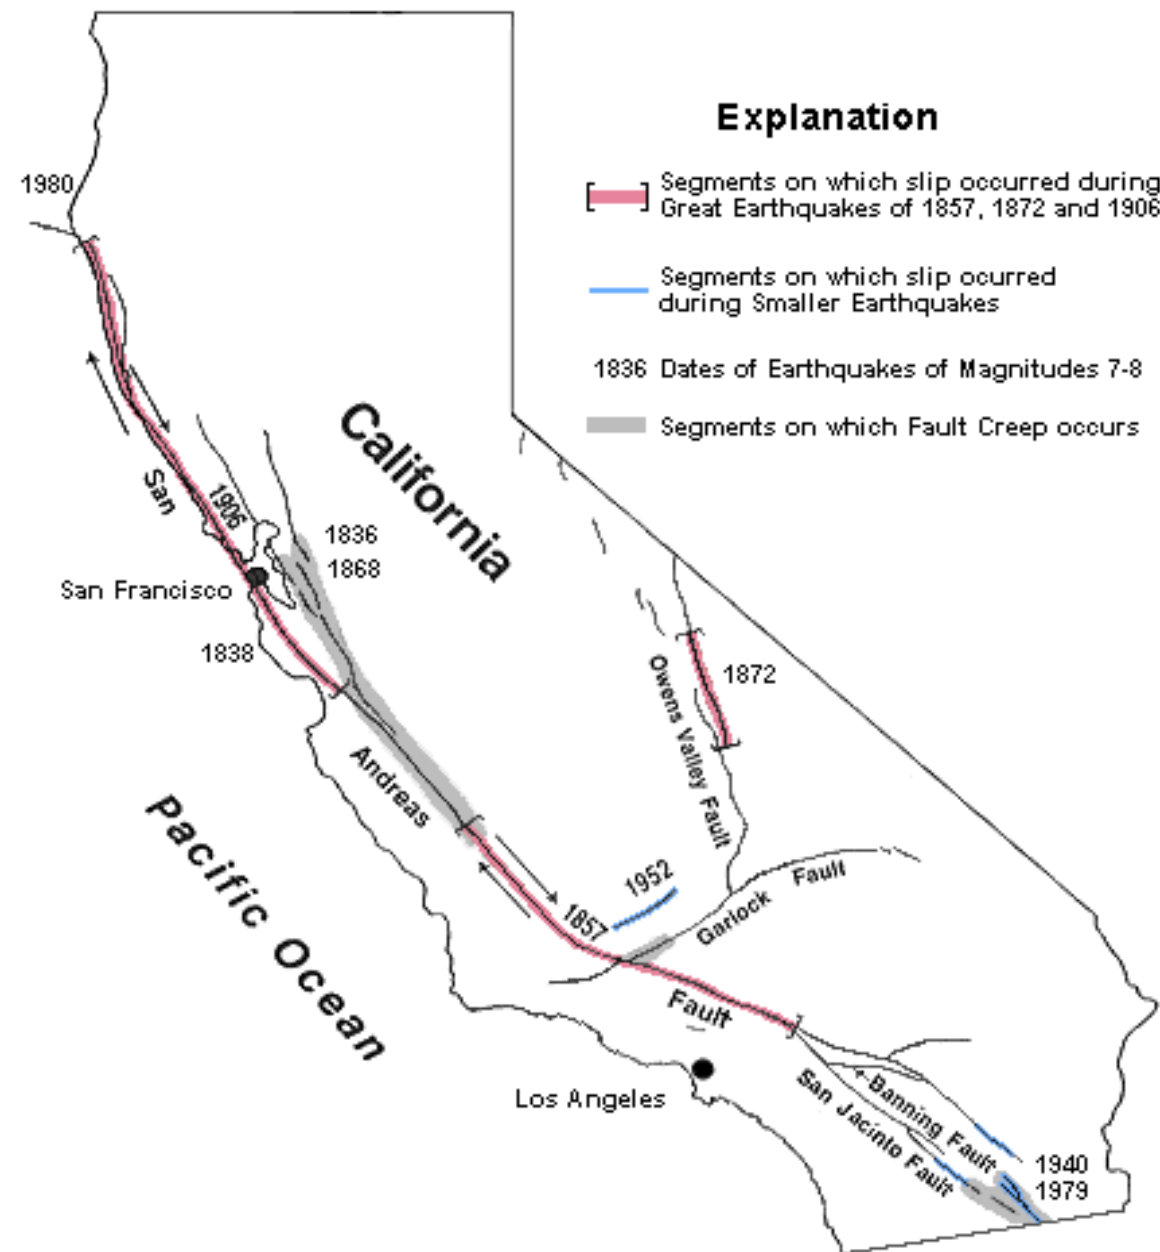 Explanation
Segments on which slip occurred during
Great Earthquakes of 1857, 1872 and 1906
Segments on which slip ocurred
during Smaller Earthquakes
1836 Dates of Earthquakes of Magnitudes 7-8
Segments on which Fault Creep occurs
1980
California
San
1906
1836
1868
San Francisco
1838
1872
Owens Valley Fault
Andreas
Pacific Ocean
1952
1857
Garlock Fault
Fault
Los Angeles
Banning Fault
San Jacinto Fault
1940
1979